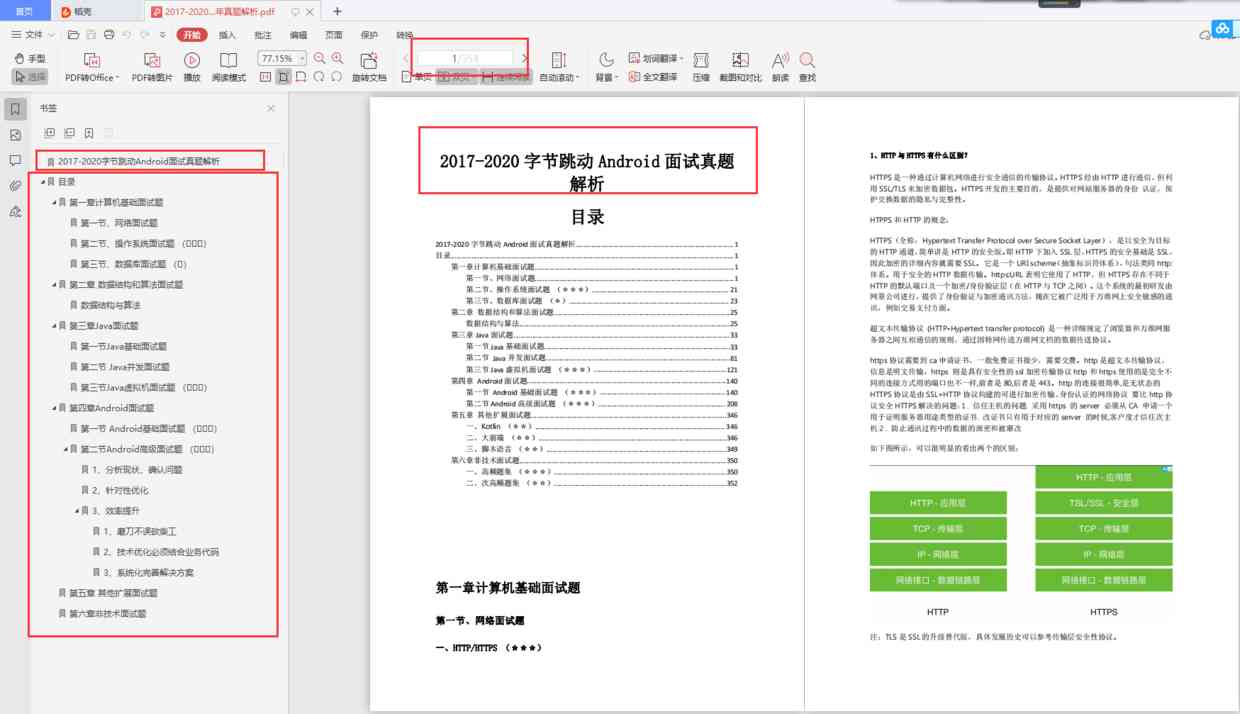 首页
稻壳
2017-2020...年真题解析.pdf
文件
开始
插入
批注
编辑
页面
保护
转换
手型
选择
PDF转Office
PDF转图片
播放
阅读模式
77.15%
旋转文档
1/354
单页
双页
连续阅读
自动滚动
背景
划词翻译
全文翻译
压缩
截图和对比
朗读
查找
书签
2017-2020字节跳动Android面试真题解析
目录
第一章计算机基础面试题
第一节、网络面试题
第二节、操作系统面试题 (▯▯▯)
第三节、数据库面试题 (▯)
第二章 数据结构和算法面试题
数据结构与算法
第三章Java面试题
第一节Java基础面试题
第二节 Java并发面试题
第三节Java虚拟机面试题 (▯▯▯)
第四章Android面试题
第一节 Android基础面试题 (▯▯▯)
第二节Android高级面试题 (▯▯▯)
1、分析现状、确认问题
2、针对性优化
3、效率提升
1、磨刀不误砍柴工
2、技术优化必须结合业务代码
3、系统化完善解决方案
第五章 其他扩展面试题
第六章非技术面试题
2017-2020 字节跳动 Android 面试真题
解析
目录
2017-2020 字节跳动 Android 面试真题解析 1
目录 1
第一章计算机基础面试题 1
第一节、网络面试题 1
第二节、操作系统面试题 (★★★) 21
第三节、数据库面试题 (★) 23
第二章 数据结构和算法面试题 25
数据结构与算法 25
第三章 Java 面试题 33
第一节 Java 基础面试题 33
第二节 Java 并发面试题 81
第三节 Java 虚拟机面试题 (★★★) 121
第四章 Android 面试题 140
第一节 Android 基础面试题 (★★★) 140
第二节 Android 高级面试题 (★★★) 208
第五章 其他扩展面试题 346
一、Kotlin (★★) 346
二、大前端 (★★) 346
三、脚本语言 (★★) 349
第六章非技术面试题 350
一、高频题集 (★★★) 350
二、次高频题集 (★★) 352
第一章计算机基础面试题
第一节、网络面试题
一、HTTP/HTTPS (★★★)
1、HTTP 与 HTTPS 有什么区别？
HTTPS 是一种通过计算机网络进行安全通信的传输协议。HTTPS 经由 HTTP 进行通信，但利
用 SSL/TLS 来加密数据包。HTTPS 开发的主要目的，是提供对网站服务器的身份 认证，保
护交换数据的隐私与完整性。
HTPPS 和 HTTP 的概念：
HTTPS（全称：Hypertext Transfer Protocol over Secure Socket Layer），是以安全为目标
的 HTTP 通道，简单讲是 HTTP 的安全版。即 HTTP 下加入 SSL 层，HTTPS 的安全基础是 SSL，
因此加密的详细内容就需要 SSL。它是一个 URI scheme（抽象标识符体系），句法类同 http:
体系。用于安全的 HTTP 数据传输。https:URL 表明它使用了 HTTP，但 HTTPS 存在不同于
HTTP 的默认端口及一个加密/身份验证层（在 HTTP 与 TCP 之间）。这个系统的最初研发由
网景公司进行，提供了身份验证与加密通讯方法，现在它被广泛用于万维网上安全敏感的通
讯，例如交易支付方面。
超文本传输协议 (HTTP-Hypertext transfer protocol) 是一种详细规定了浏览器和万维网服
务器之间互相通信的规则，通过因特网传送万维网文档的数据传送协议。
https 协议需要到 ca 申请证书，一般免费证书很少，需要交费。http 是超文本传输协议，
信息是明文传输，https 则是具有安全性的 ssl 加密传输协议 http 和 https 使用的是完全不
同的连接方式用的端口也不一样,前者是 80,后者是 443。http 的连接很简单,是无状态的
HTTPS 协议是由 SSL+HTTP 协议构建的可进行加密传输、身份认证的网络协议 要比 http 协
议安全 HTTPS 解决的问题：1 . 信任主机的问题. 采用 https 的 server 必须从 CA 申请一个
用于证明服务器用途类型的证书. 改证书只有用于对应的 server 的时候,客户度才信任次主
机 2 . 防止通讯过程中的数据的泄密和被窜改
如下图所示，可以很明显的看出两个的区别：
HTTP - 应用层
HTTP - 应用层
TSL/SSL - 安全层
TCP - 传输层
TCP - 传输层
IP - 网络层
IP - 网络层
网络接口 - 数据链路层
网络接口 - 数据链路层
HTTP
HTTPS
注：TLS 是 SSL 的升级替代版，具体发展历史可以参考传输层安全性协议。